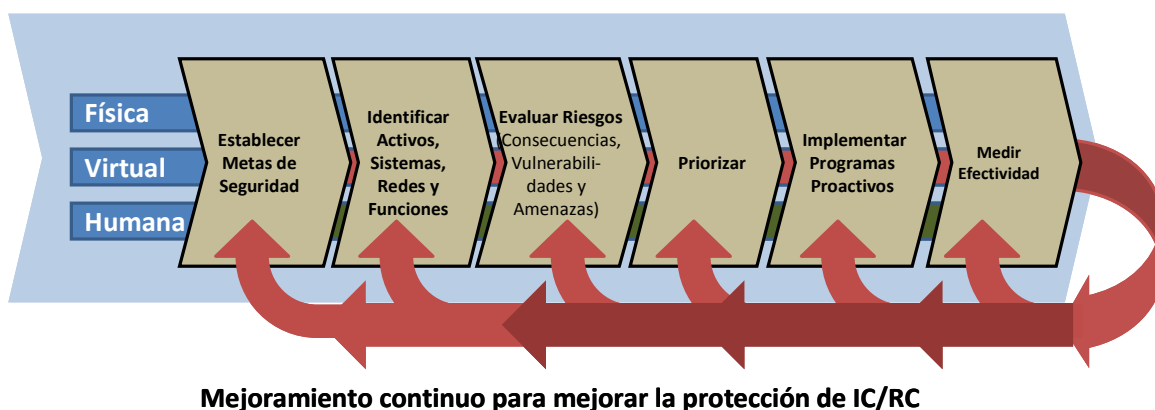 Física
Virtual
Humana
Establecer
Metas de
Seguridad
Identificar
Activos,
Sistemas,
Redes y
Funciones
Evaluar Riesgos
(Consecuencias,
Vulnerabili-
dades y
Amenazas)
Priorizar
Implementar
Programas
Proactivos
Medir
Efectividad
Mejoramiento continuo para mejorar la protección de IC/RC